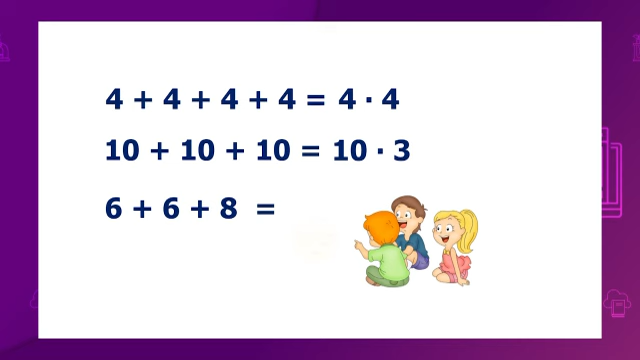 4 + 4 + 4 + 4 = 4 · 4
10 + 10 + 10 = 10 · 3
6 + 6 + 8 =